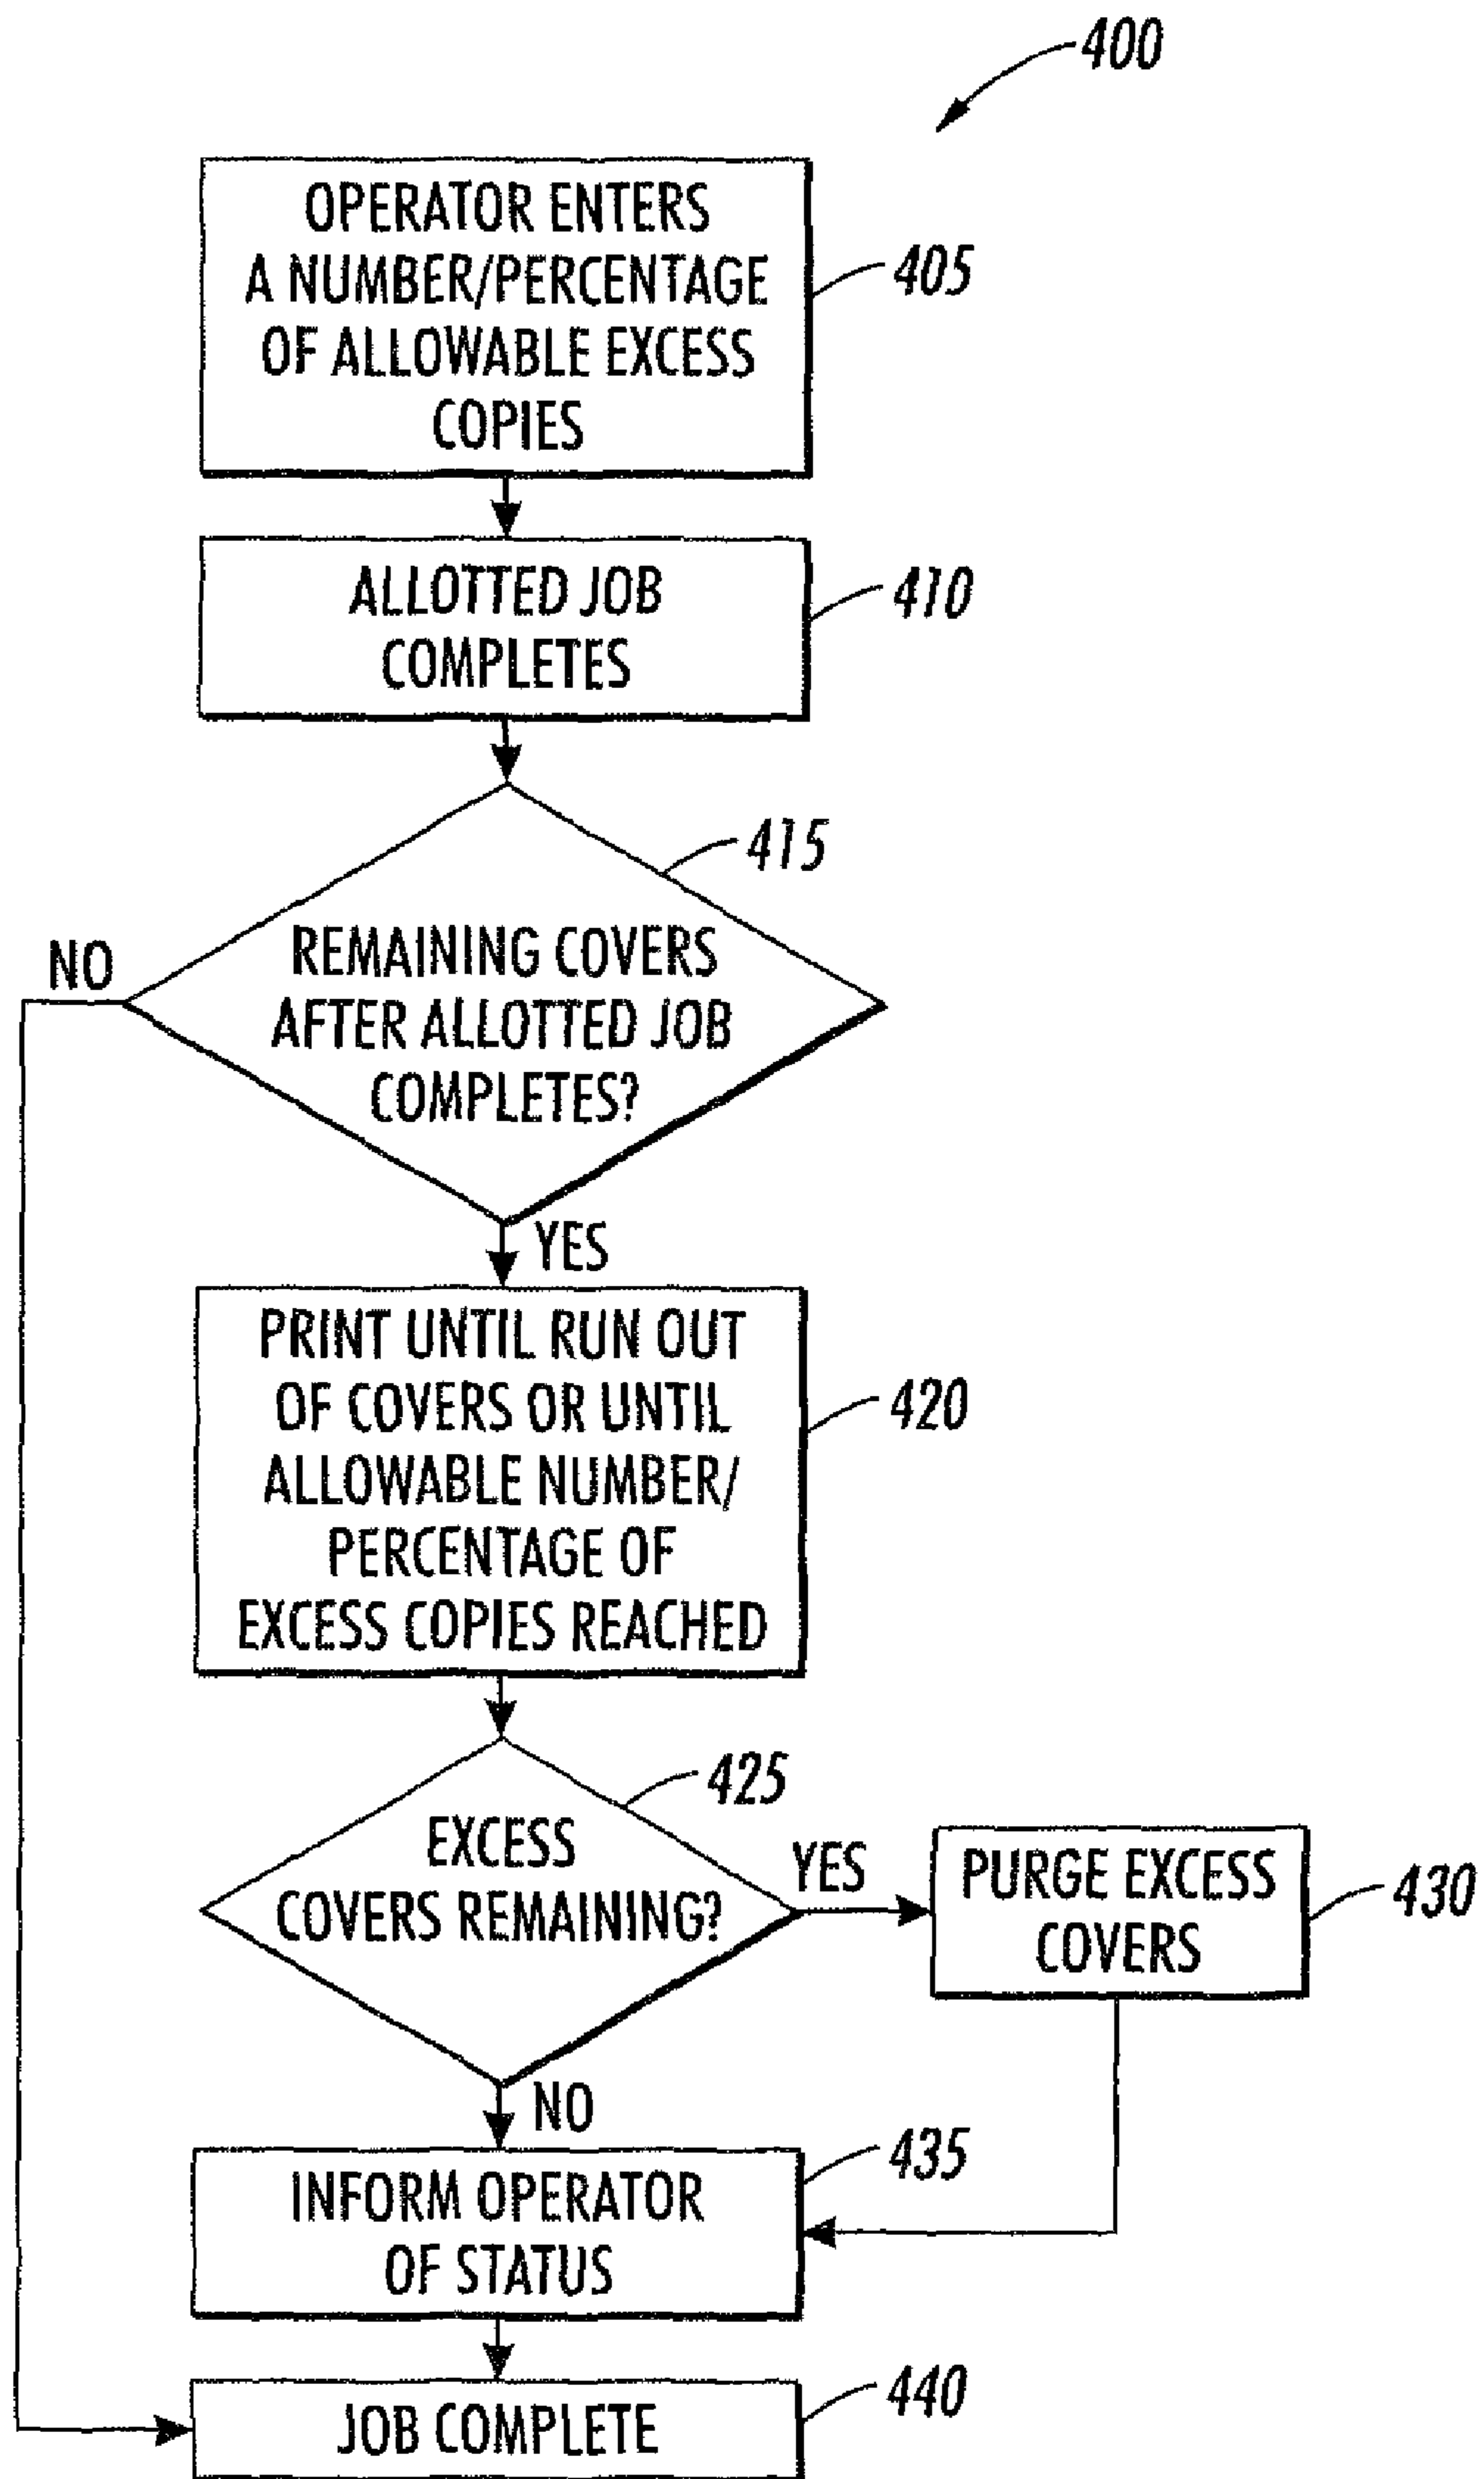 400
OPERATOR ENTERS
A NUMBER/PERCENTAGE
OF ALLOWABLE EXCESS
COPIES
405
ALLOTTED JOB
COMPLETES
410
415
NO
REMAINING COVERS
AFTER ALLOTTED JOB
COMPLETES?
YES
PRINT UNTIL RUN OUT
OF COVERS OR UNTIL
ALLOWABLE NUMBER/
PERCENTAGE OF
EXCESS COPIES REACHED
420
425
EXCESS
COVERS REMAINING?
YES
PURGE EXCESS
COVERS
430
NO
INFORM OPERATOR
OF STATUS
435
JOB COMPLETE
440